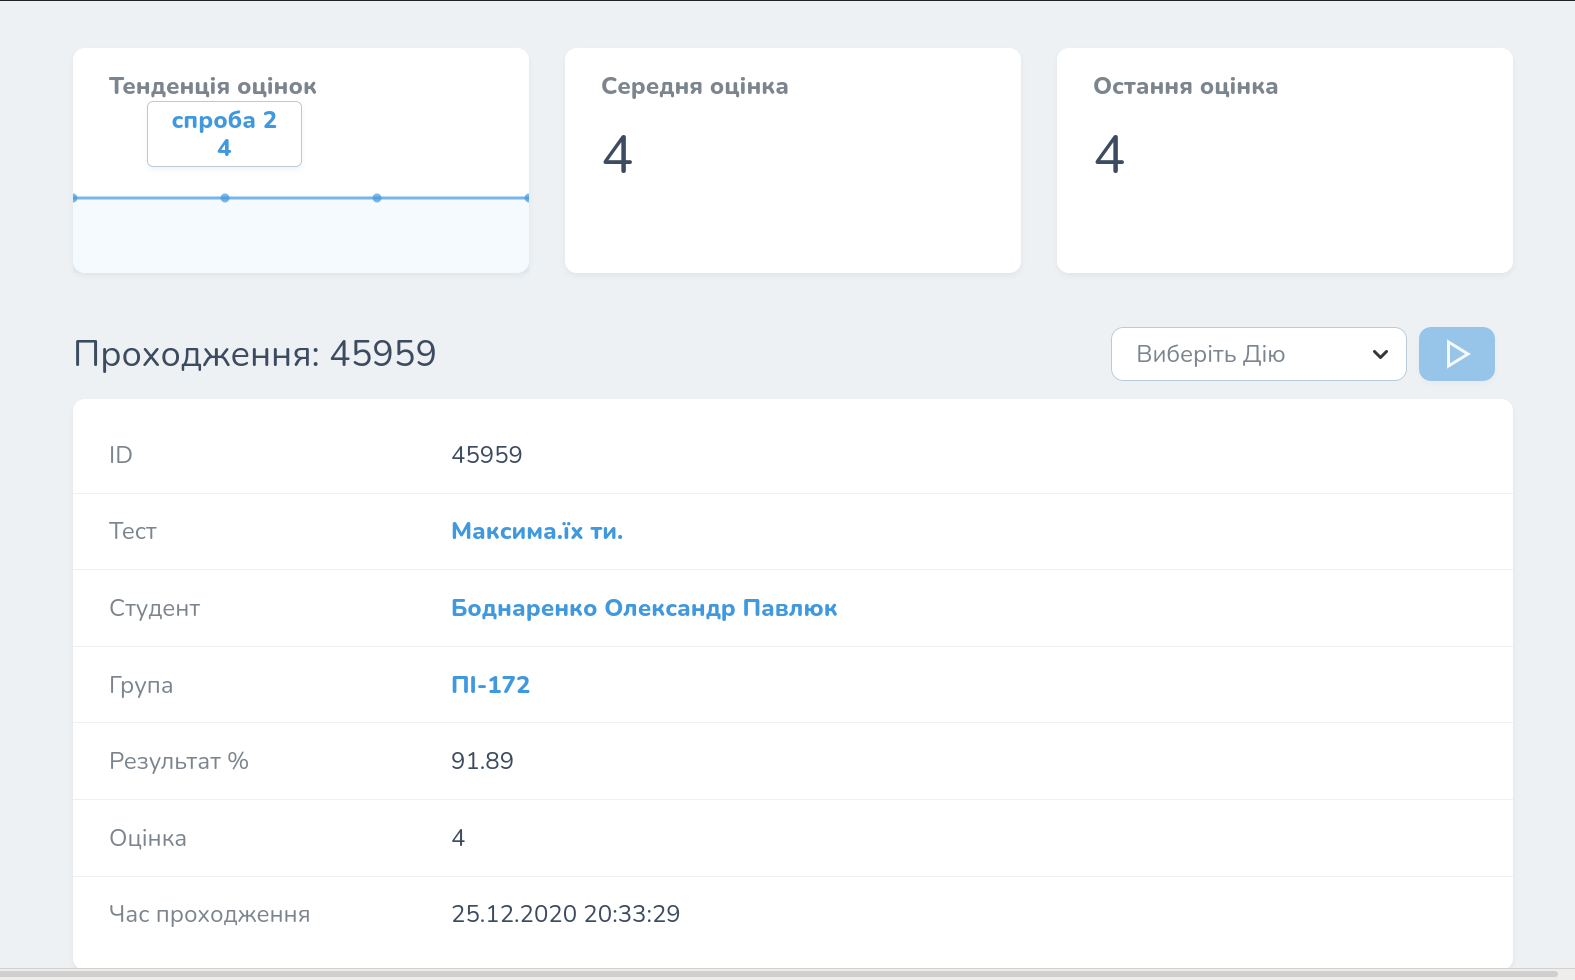 Тенденція оцінок
спроба 2
4
Середня оцінка
4
Остання оцінка
4
Проходження: 45959
Виберіть Дію
ID 45959
Тест Максима.їх ти.
Студент Боднаренко Олександр Павлюк
Група ПІ-172
Результат % 91.89
Оцінка 4
Час проходження 25.12.2020 20:33:29